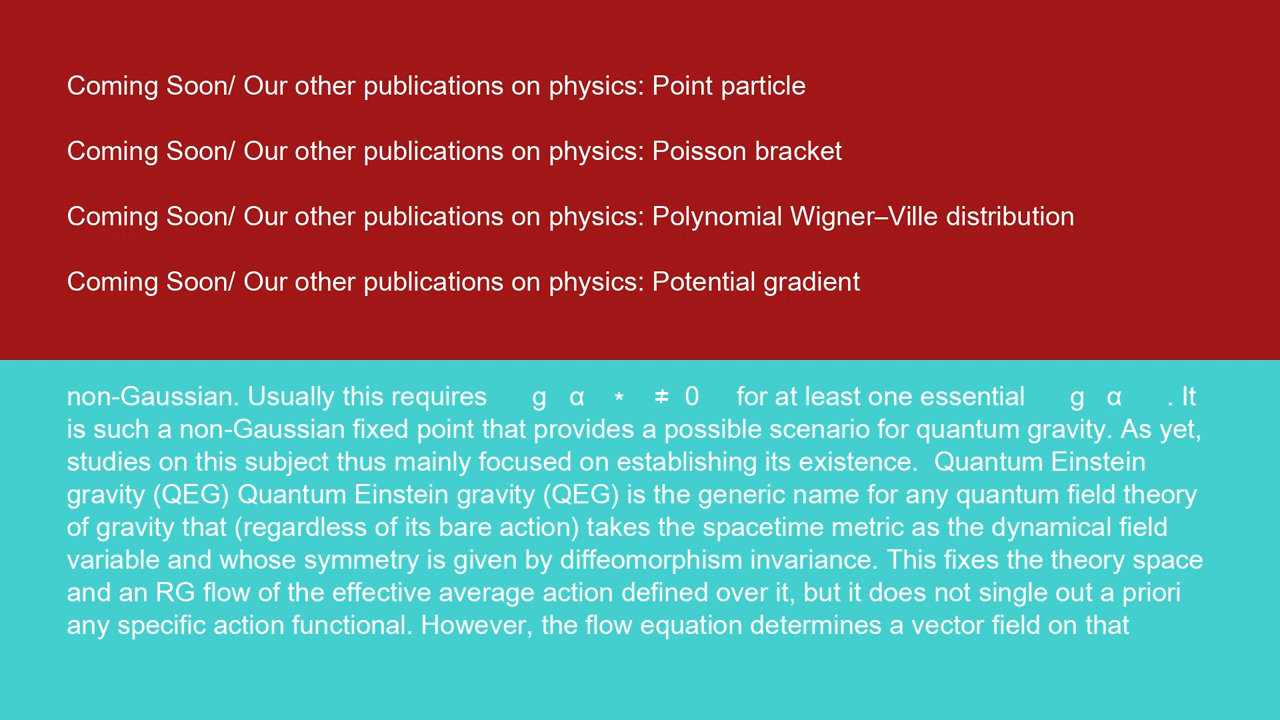 Coming Soon/ Our other publications on physics: Point particle
Coming Soon/ Our other publications on physics: Poisson bracket
Coming Soon/ Our other publications on physics: Polynomial Wigner–Ville distribution
Coming Soon/ Our other publications on physics: Potential gradient
non-Gaussian. Usually this requires g α * ≠ 0 for at least one essential g α . It
is such a non-Gaussian fixed point that provides a possible scenario for quantum gravity. As yet,
studies on this subject thus mainly focused on establishing its existence. Quantum Einstein
gravity (QEG) Quantum Einstein gravity (QEG) is the generic name for any quantum field theory
of gravity that (regardless of its bare action) takes the spacetime metric as the dynamical field
variable and whose symmetry is given by diffeomorphism invariance. This fixes the theory space
and an RG flow of the effective average action defined over it, but it does not single out a priori
any specific action functional. However, the flow equation determines a vector field on that